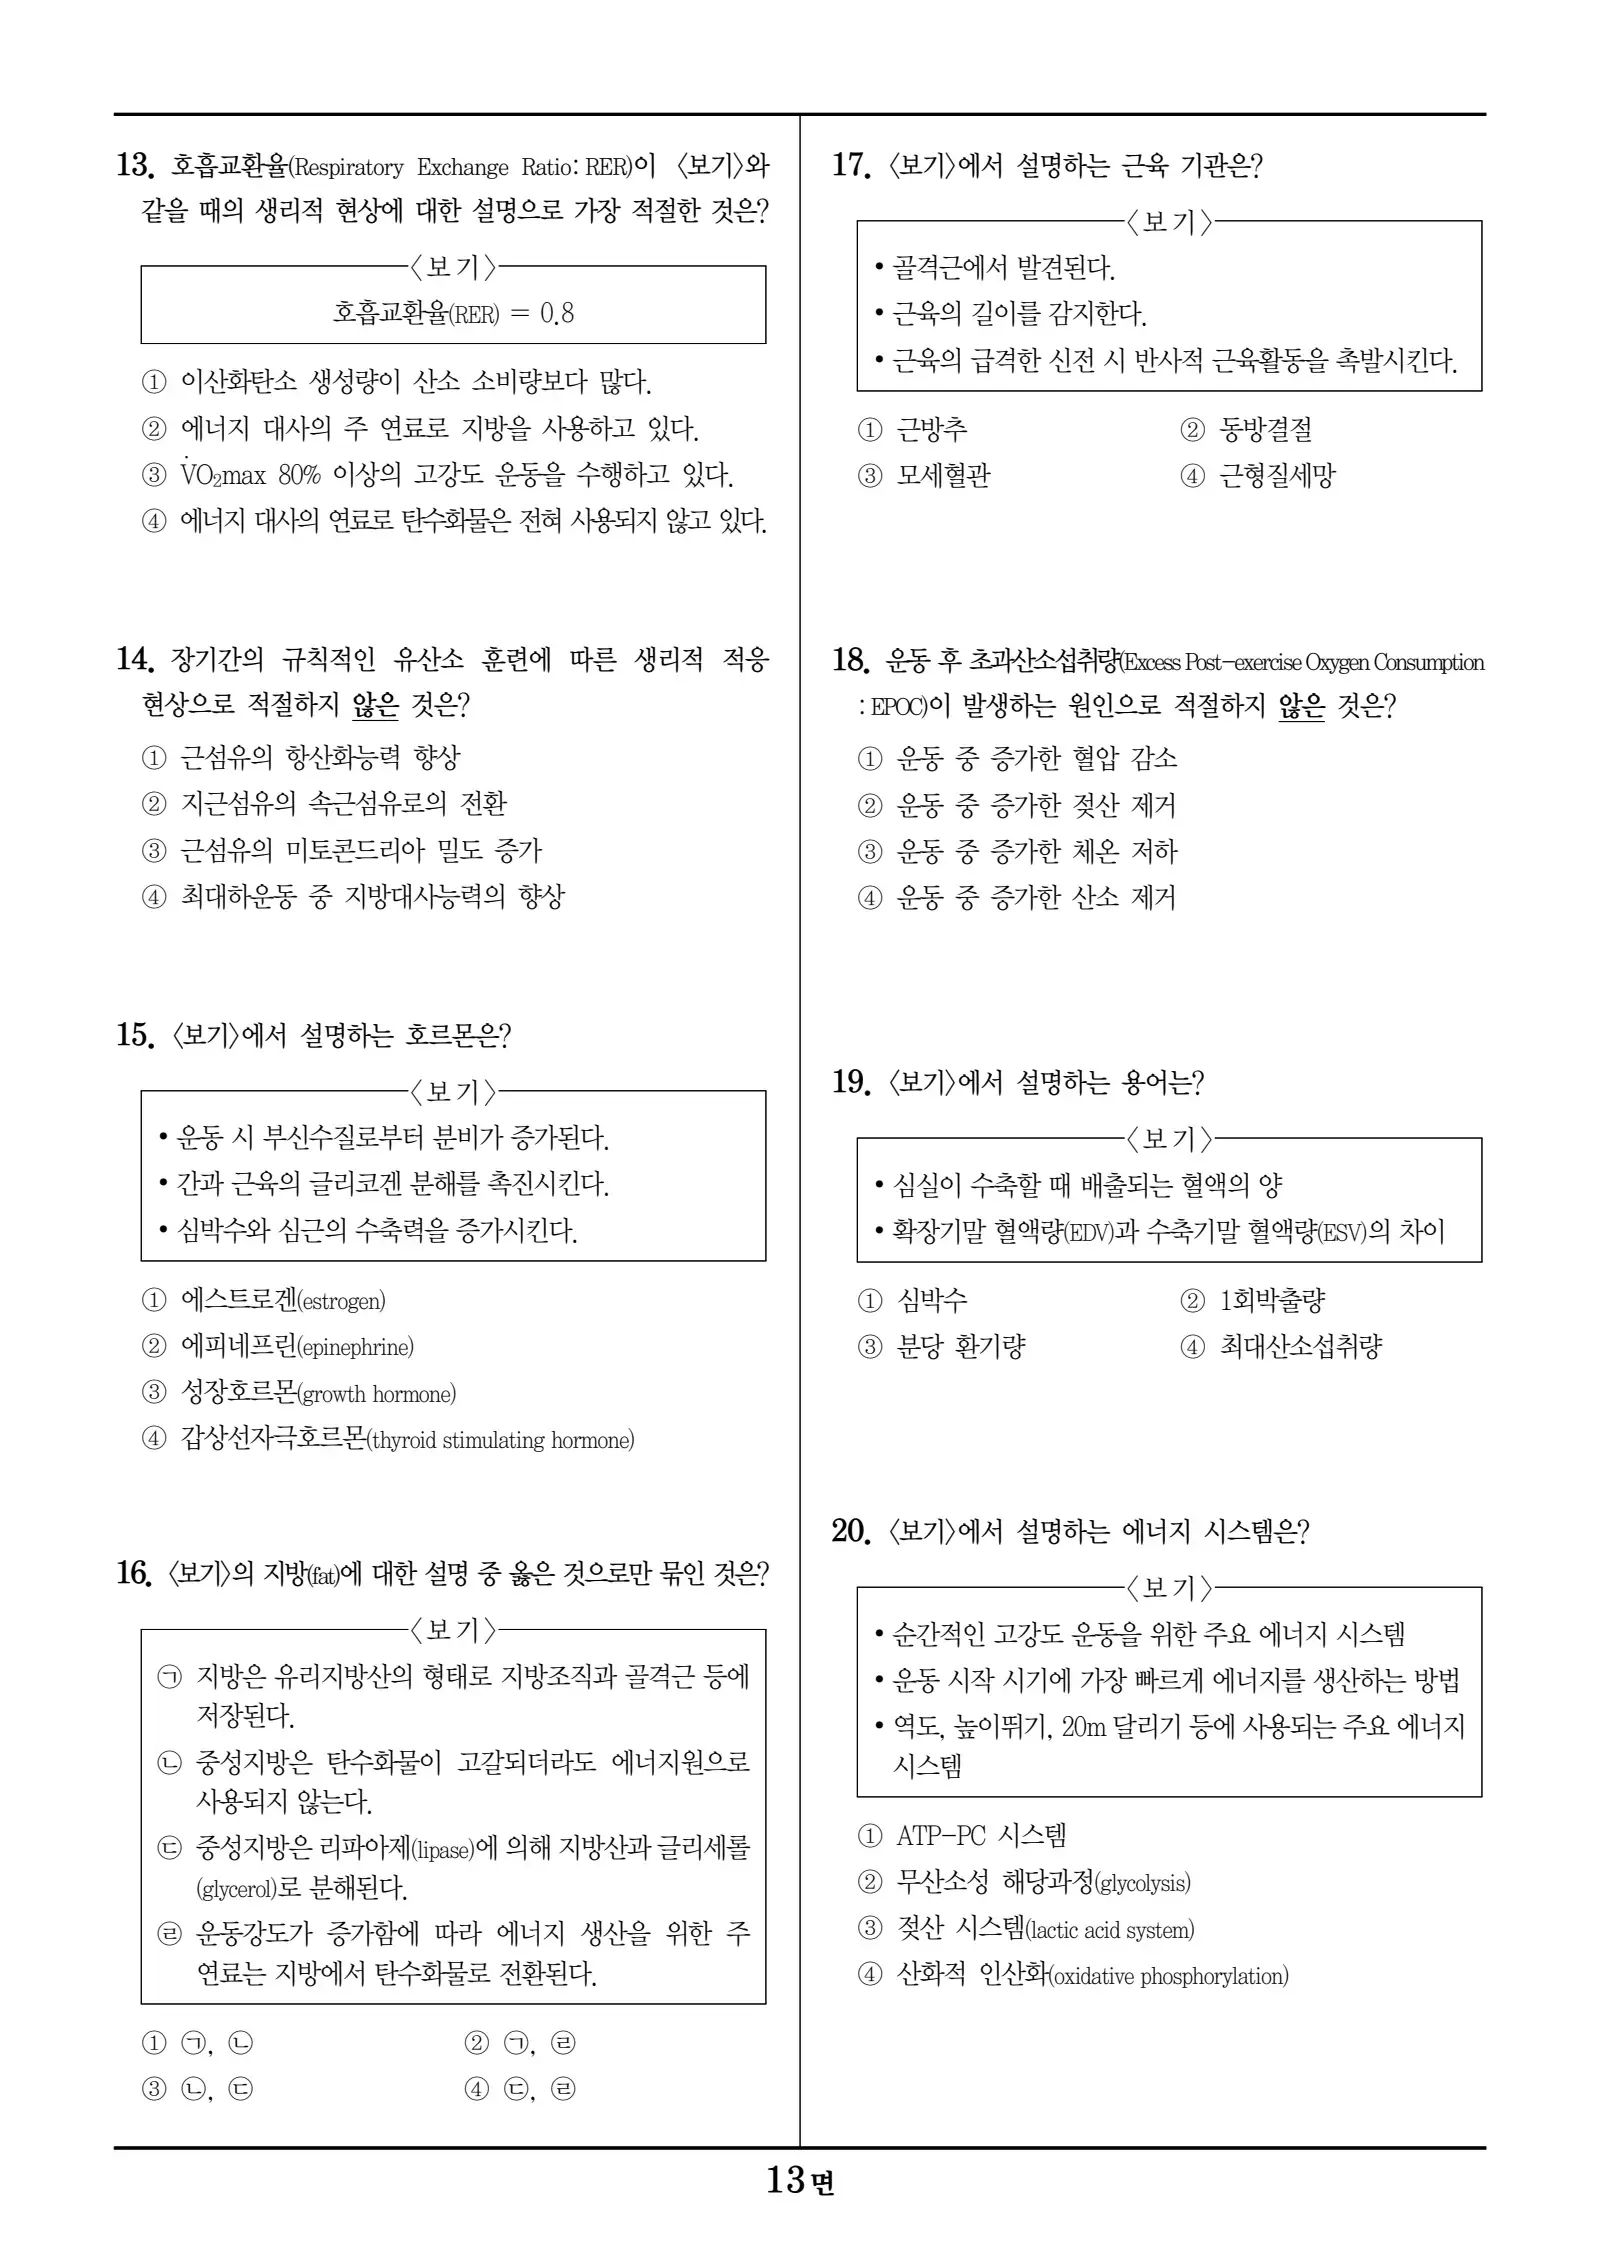 13. 호흡교환율(Respiratory Exchange Ratio: RER)이 〈보기〉와
같을 때의 생리적 현상에 대한 설명으로 가장 적절한 것은?
〈보기〉
호흡교환율(RER) = 0.8
① 이산화탄소 생성량이 산소 소비량보다 많다.
② 에너지 대사의 주 연료로 지방을 사용하고 있다.
③ V̇O₂max 80% 이상의 고강도 운동을 수행하고 있다.
④ 에너지 대사의 연료로 탄수화물은 전혀 사용되지 않고 있다.
14. 장기간의 규칙적인 유산소 훈련에 따른 생리적 적응
현상으로 적절하지 않은 것은?
① 근섬유의 항산화능력 향상
② 지근섬유의 속근섬유로의 전환
③ 근섬유의 미토콘드리아 밀도 증가
④ 최대하운동 중 지방대사능력의 향상
15. 〈보기〉에서 설명하는 호르몬은?
〈보기〉
• 운동 시 부신수질로부터 분비가 증가된다.
• 간과 근육의 글리코겐 분해를 촉진시킨다.
• 심박수와 심근의 수축력을 증가시킨다.
① 에스트로겐(estrogen)
② 에피네프린(epinephrine)
③ 성장호르몬(growth hormone)
④ 갑상선자극호르몬(thyroid stimulating hormone)
16. 〈보기〉의 지방(fat)에 대한 설명 중 옳은 것으로만 묶인 것은?
〈보기〉
㉠ 지방은 유리지방산의 형태로 지방조직과 골격근 등에
저장된다.
㉡ 중성지방은 탄수화물이 고갈되더라도 에너지원으로
사용되지 않는다.
㉢ 중성지방은 리파아제(lipase)에 의해 지방산과 글리세롤
(glycerol)로 분해된다.
㉣ 운동강도가 증가함에 따라 에너지 생산을 위한 주
연료는 지방에서 탄수화물로 전환된다.
① ㉠, ㉡ ② ㉠, ㉣
③ ㉡, ㉢ ④ ㉢, ㉣
17. 〈보기〉에서 설명하는 근육 기관은?
〈보기〉
• 골격근에서 발견된다.
• 근육의 길이를 감지한다.
• 근육의 급격한 신전 시 반사적 근육활동을 촉발시킨다.
① 근방추 ② 동방결절
③ 모세혈관 ④ 근형질세망
18. 운동 후 초과산소섭취량(Excess Post-exercise Oxygen Consumption
: EPOC)이 발생하는 원인으로 적절하지 않은 것은?
① 운동 중 증가한 혈압 감소
② 운동 중 증가한 젖산 제거
③ 운동 중 증가한 체온 저하
④ 운동 중 증가한 산소 제거
19. 〈보기〉에서 설명하는 용어는?
〈보기〉
• 심실이 수축할 때 배출되는 혈액의 양
• 확장기말 혈액량(EDV)과 수축기말 혈액량(ESV)의 차이
① 심박수 ② 1회박출량
③ 분당 환기량 ④ 최대산소섭취량
20. 〈보기〉에서 설명하는 에너지 시스템은?
〈보기〉
• 순간적인 고강도 운동을 위한 주요 에너지 시스템
• 운동 시작 시기에 가장 빠르게 에너지를 생산하는 방법
• 역도, 높이뛰기, 20m 달리기 등에 사용되는 주요 에너지
시스템
① ATP-PC 시스템
② 무산소성 해당과정(glycolysis)
③ 젖산 시스템(lactic acid system)
④ 산화적 인산화(oxidative phosphorylation)
13면